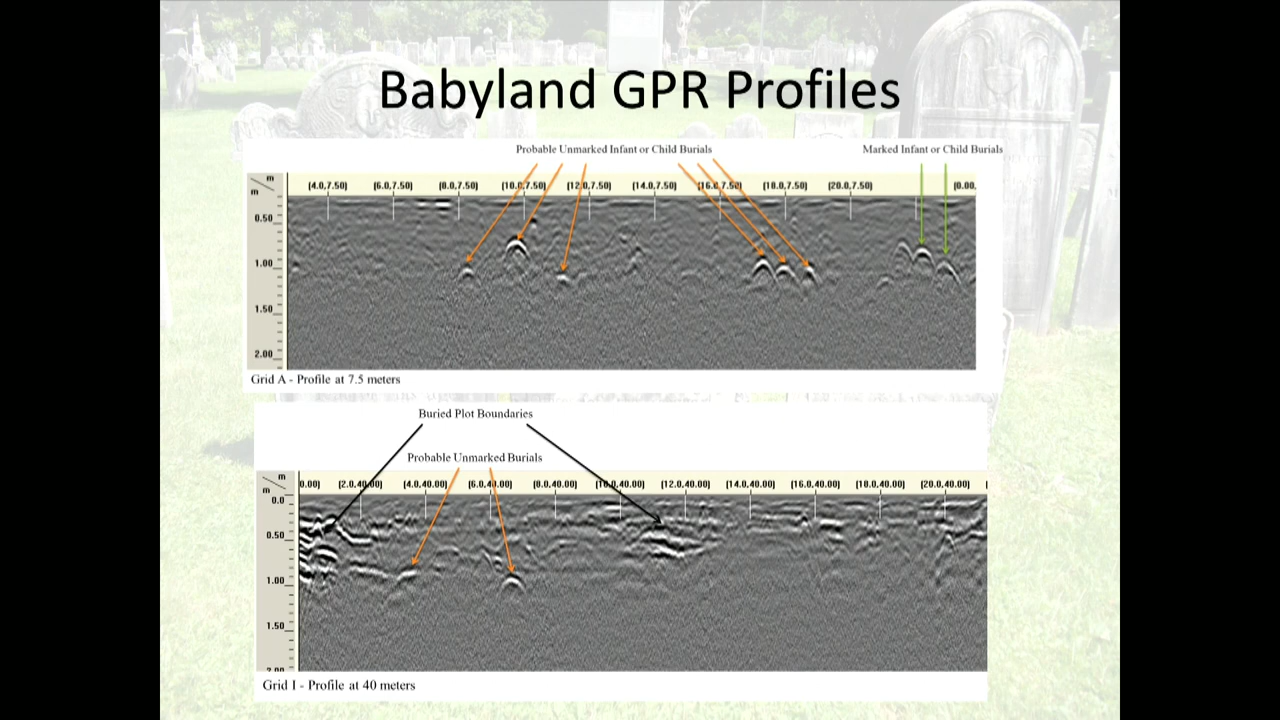 Babyland GPR Profiles
Probable Unmarked Infant or Child Burials
Marked Infant or Child Burials
m
m
(4.0,7.50) (6.0,7.50) (8.0,7.50) (10.0,7.50) (12.0,7.50) (14.0,7.50) (16.0,7.50) (18.0,7.50) (20.0,7.50) (0.00,
0.50
1.00
1.50
2.00
Grid A - Profile at 7.5 meters
Buried Plot Boundaries
Probable Unmarked Burials
m
m
0.00) (2.0,40.00) (4.0,40.00) (6.0,40.00) (8.0,40.00) (10.0,40.00) (12.0,40.00) (14.0,40.00) (16.0,40.00) (18.0,40.00) (20.0,40.00) (
0.0
0.50
1.00
1.50
2.00
Grid I - Profile at 40 meters